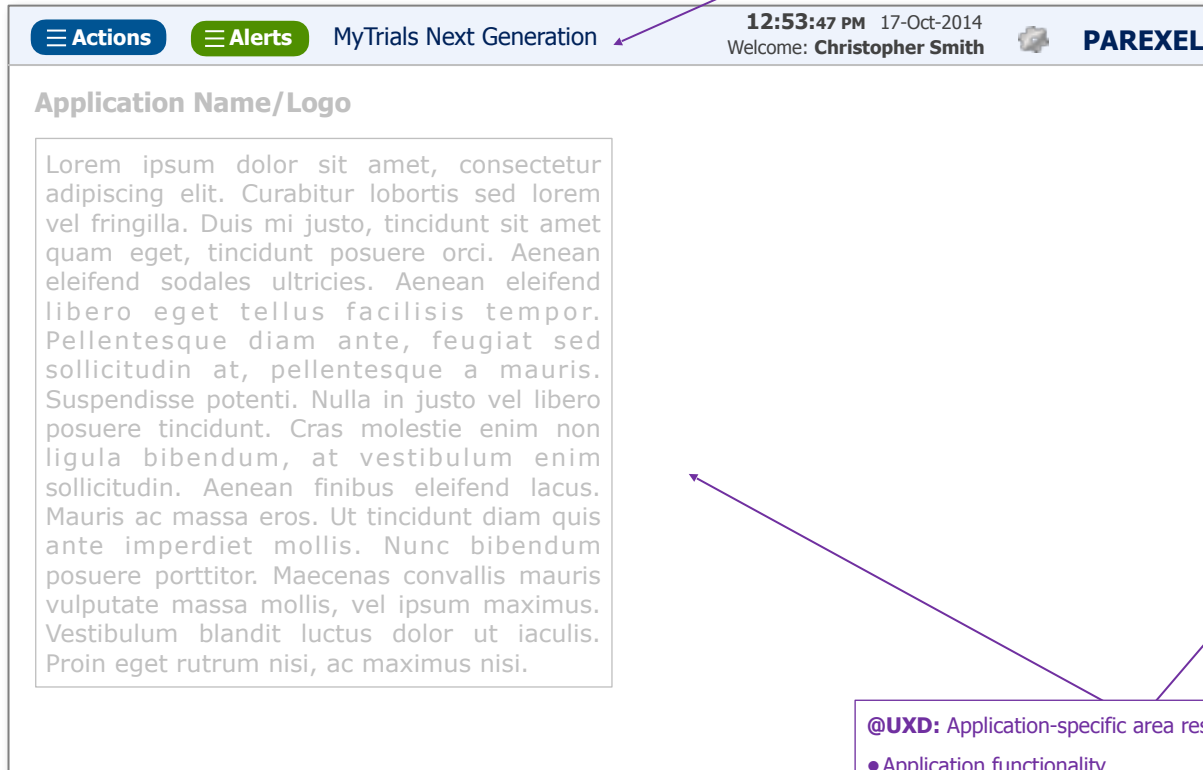 Actions
Alerts
MyTrials Next Generation
12:53:47 PM 17-Oct-2014
Welcome: Christopher Smith
PAREXEL
Application Name/Logo
Lorem ipsum dolor sit amet, consectetur
adipiscing elit. Curabitur lobortis sed lorem
vel fringilla. Duis mi justo, tincidunt sit amet
quam eget, tincidunt posuere orci. Aenean
eleifend sodales ultricies. Aenean eleifend
libero eget tellus facilisis tempor.
Pellentesque diam ante, feugiat sed
sollicitudin at, pellentesque a mauris.
Suspendisse potenti. Nulla in justo vel libero
posuere tincidunt. Cras molestie enim non
ligula bibendum, at vestibulum enim
sollicitudin. Aenean finibus eleifend lacus.
Mauris ac massa eros. Ut tincidunt diam quis
ante imperdiet mollis. Nunc bibendum
posuere porttitor. Maecenas convallis mauris
vulputate massa mollis, vel ipsum maximus.
Vestibulum blandit luctus dolor ut iaculis.
Proin eget rutrum nisi, ac maximus nisi.
@UXD: Application-specific area res
• Application functionality